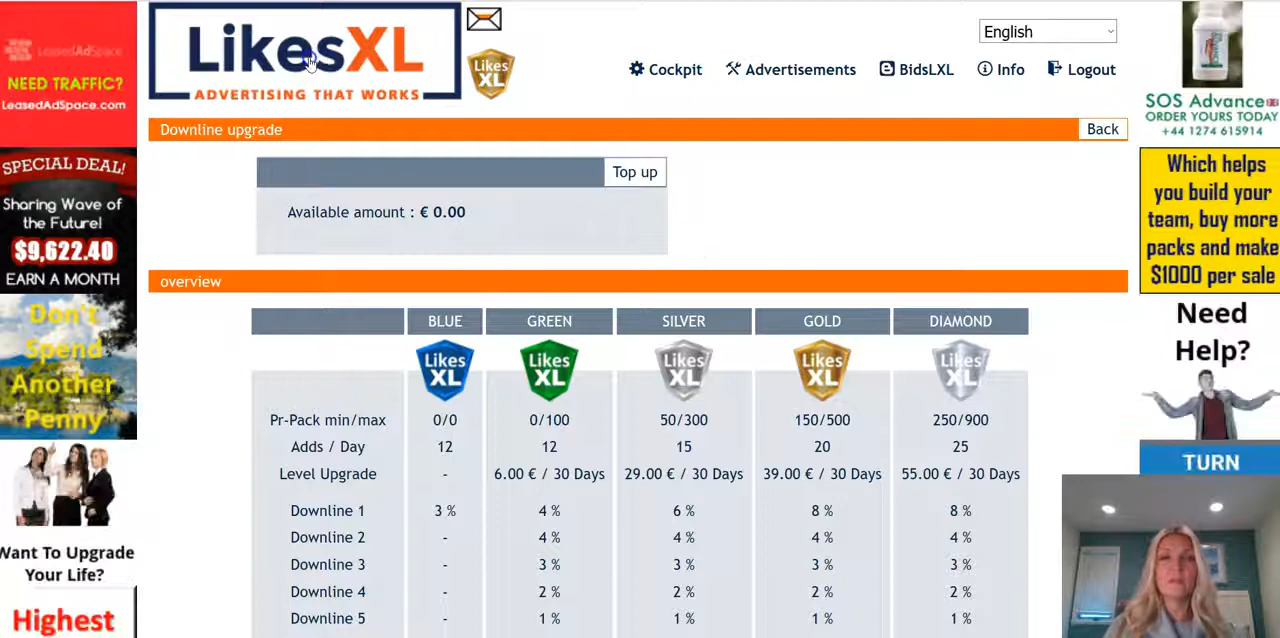 LeasedAdSpace
NEED TRAFFIC?
LeasedAdSpace.com
SPECIAL DEAL!
Sharing Wave of
the Future!
$9,622.40
EARN A MONTH
Don't
Spend
Another
Penny
Want To Upgrade
Your Life?
Highest
LikesXL
ADVERTISING THAT WORKS
Likes
XL
English
Cockpit
Advertisements
BidsLXL
Info
Logout
Downline upgrade
Back
Top up
Available amount : € 0.00
overview
BLUE GREEN SILVER GOLD DIAMOND
Likes Likes Likes Likes Likes
XL XL XL XL XL
Pr-Pack min/max 0/0 0/100 50/300 150/500 250/900
Adds / Day 12 12 15 20 25
Level Upgrade - 6.00 € / 30 Days 29.00 € / 30 Days 39.00 € / 30 Days 55.00 € / 30 Days
Downline 1 3 % 4 % 6 % 8 % 8 %
Downline 2 - 4 % 4 % 4 % 4 %
Downline 3 - 3 % 3 % 3 % 3 %
Downline 4 - 2 % 2 % 2 % 2 %
Downline 5 - 1 % 1 % 1 % 1 %
SOS Advance
ORDER YOURS TODAY
+44 1274 615914
Which helps
you build your
team, buy more
packs and make
$1000 per sale
Need
Help?
TURN